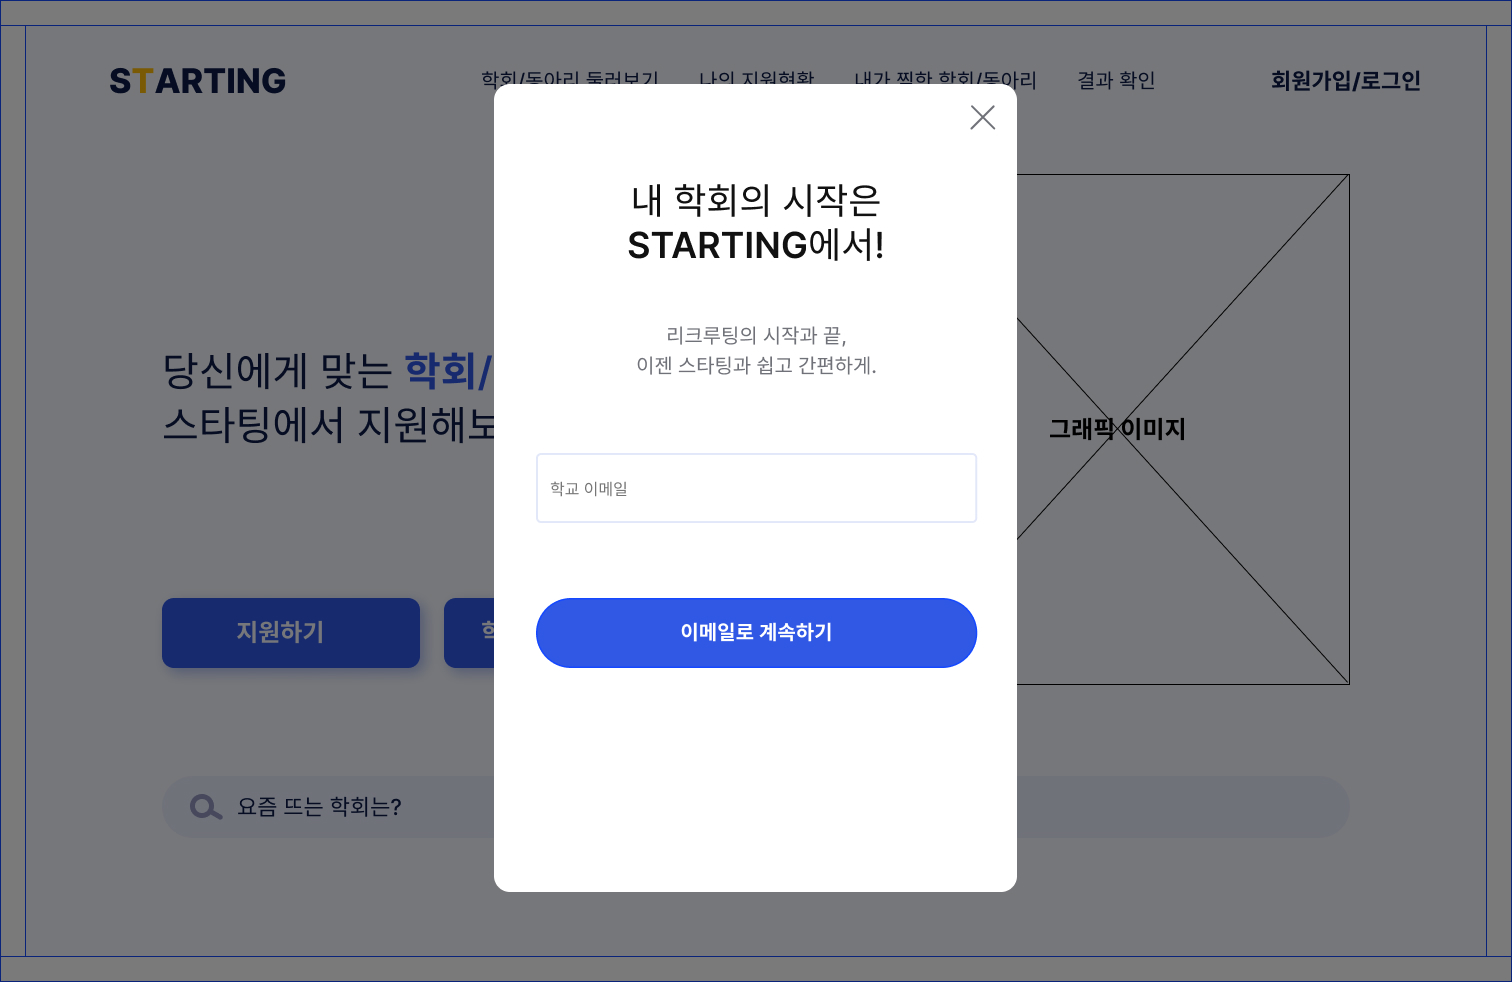 STARTING
학회/동아리 둘러보기
나의 지원현황
내가 찜한 학회/동아리
결과 확인
회원가입/로그인
내 학회의 시작은
STARTING에서!
리크루팅의 시작과 끝,
이젠 스타팅과 쉽고 간편하게.
학교 이메일
이메일로 계속하기
당신에게 맞는 학회/
스타팅에서 지원해보
그래픽 이미지
지원하기
요즘 뜨는 학회는?